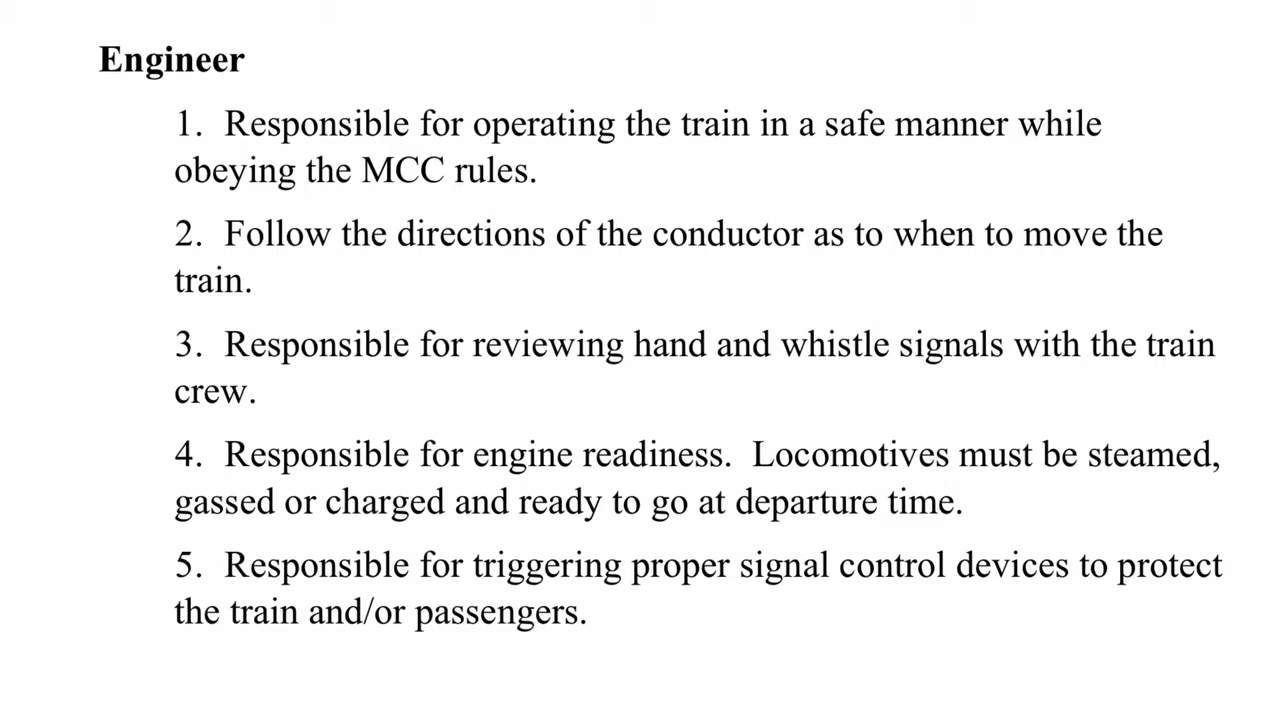 Engineer
1. Responsible for operating the train in a safe manner while
obeying the MCC rules.
2. Follow the directions of the conductor as to when to move the
train.
3. Responsible for reviewing hand and whistle signals with the train
crew.
4. Responsible for engine readiness. Locomotives must be steamed,
gassed or charged and ready to go at departure time.
5. Responsible for triggering proper signal control devices to protect
the train and/or passengers.